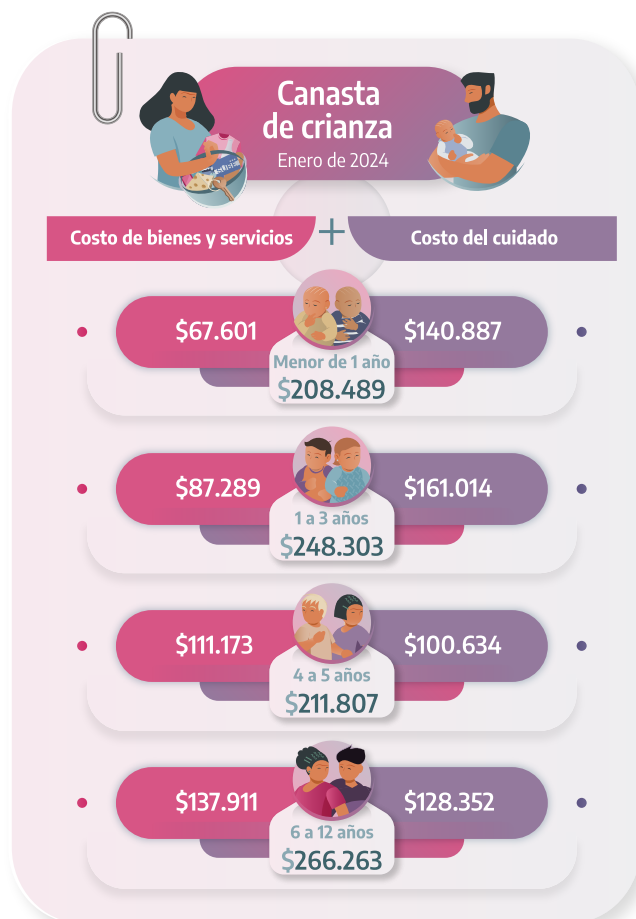 Canasta
de crianza
Enero de 2024
Costo de bienes y servicios + Costo del cuidado
$67.601 $140.887
Menor de 1 año
$208.489
$87.289 $161.014
1 a 3 años
$248.303
$111.173 $100.634
4 a 5 años
$211.807
$137.911 $128.352
6 a 12 años
$266.263